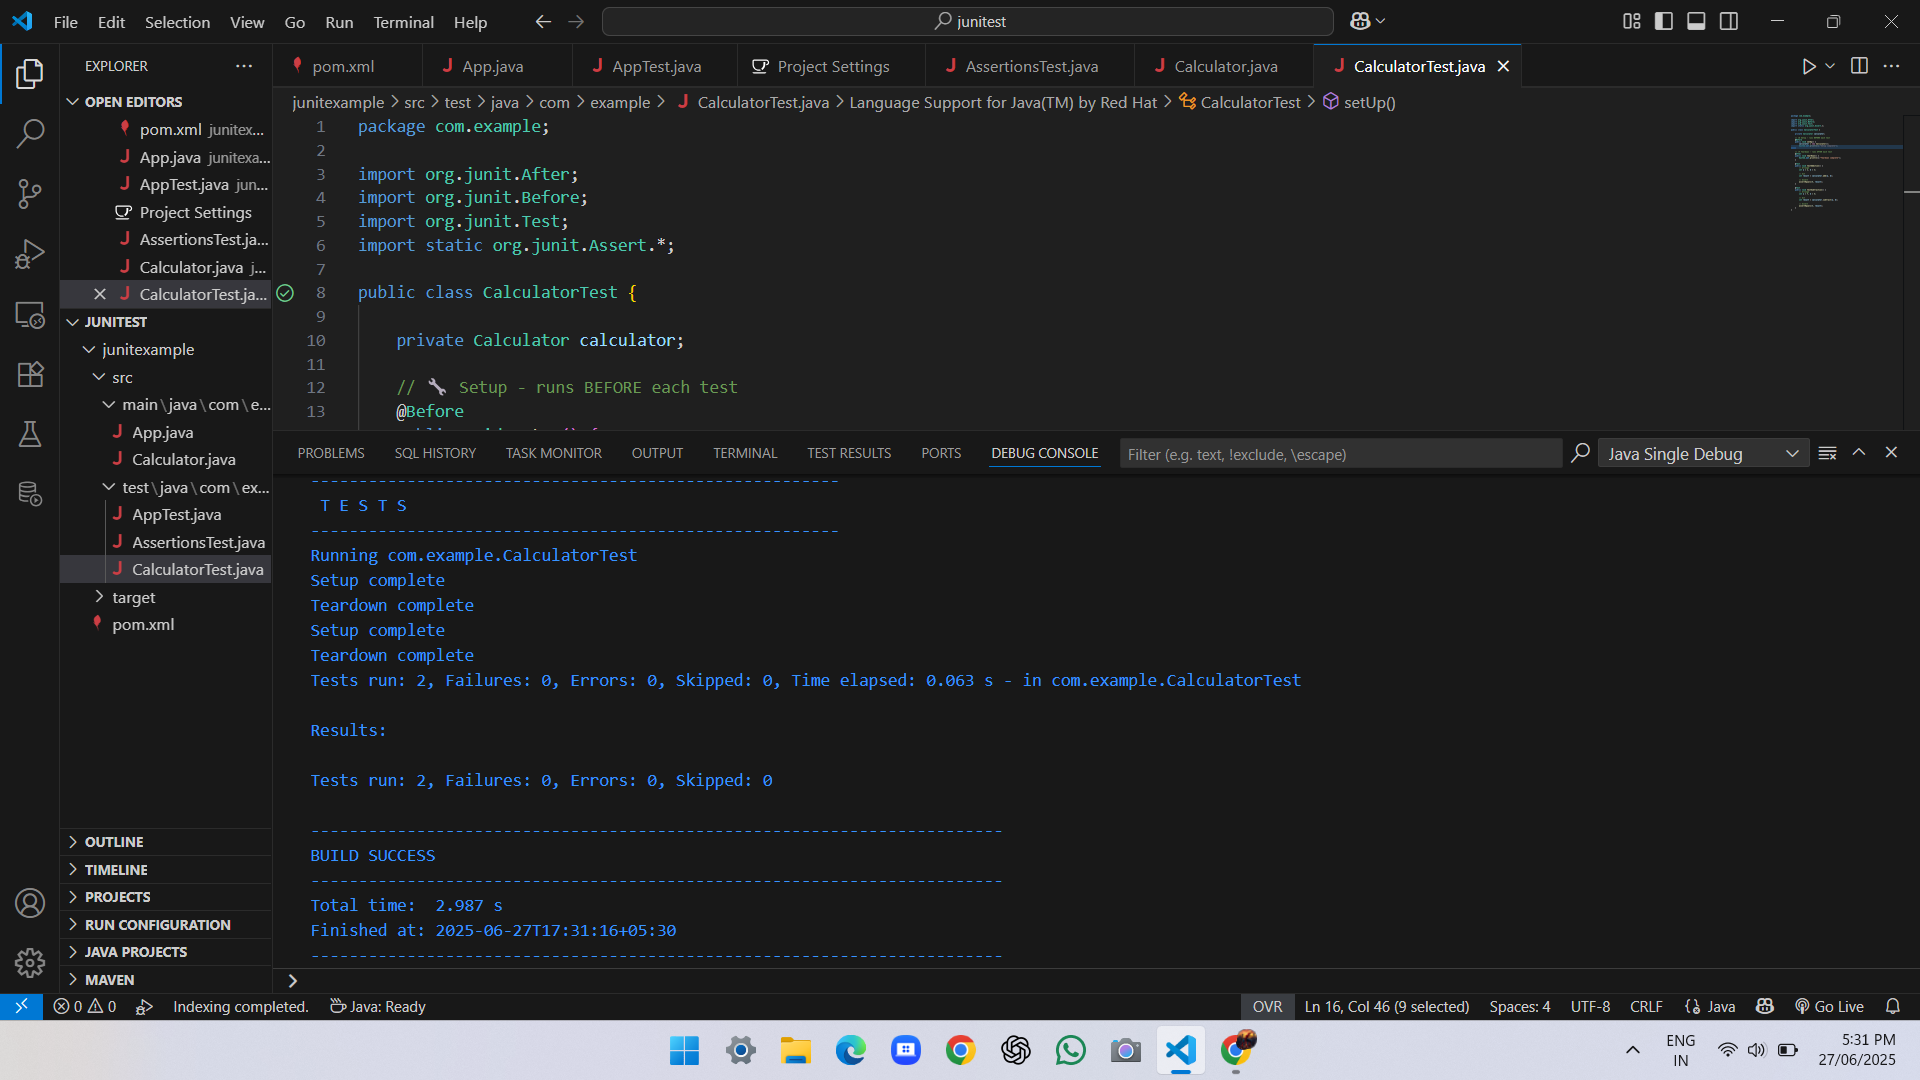 File Edit Selection View Go Run Terminal Help
junitest
EXPLORER
OPEN EDITORS
pom.xml junitex...
App.java junitexa...
AppTest.java jun...
Project Settings
AssertionsTest.ja...
Calculator.java j...
CalculatorTest.ja...
JUNITEST
junitexample
src
main\java\com\e...
App.java
Calculator.java
test\java\com\ex...
AppTest.java
AssertionsTest.java
CalculatorTest.java
target
pom.xml
OUTLINE
TIMELINE
PROJECTS
RUN CONFIGURATION
JAVA PROJECTS
MAVEN
pom.xml App.java AppTest.java Project Settings AssertionsTest.java Calculator.java CalculatorTest.java
junitexample > src > test > java > com > example > CalculatorTest.java > Language Support for Java(TM) by Red Hat > CalculatorTest > setUp()
1 package com.example;
2
3 import org.junit.After;
4 import org.junit.Before;
5 import org.junit.Test;
6 import static org.junit.Assert.*;
7
8 public class CalculatorTest {
9
10 private Calculator calculator;
11
12 // 🔧 Setup - runs BEFORE each test
13 @Before
PROBLEMS SQL HISTORY TASK MONITOR OUTPUT TERMINAL TEST RESULTS PORTS DEBUG CONSOLE
Filter (e.g. text, !exclude, \escape)
Java Single Debug
-------------------------------------------------------
T E S T S
-------------------------------------------------------
Running com.example.CalculatorTest
Setup complete
Teardown complete
Setup complete
Teardown complete
Tests run: 2, Failures: 0, Errors: 0, Skipped: 0, Time elapsed: 0.063 s - in com.example.CalculatorTest
Results:
Tests run: 2, Failures: 0, Errors: 0, Skipped: 0
------------------------------------------------------------------------
BUILD SUCCESS
------------------------------------------------------------------------
Total time:  2.987 s
Finished at: 2025-06-27T17:31:16+05:30
------------------------------------------------------------------------
0 0 Indexing completed. Java: Ready
OVR Ln 16, Col 46 (9 selected) Spaces: 4 UTF-8 CRLF {} Java Go Live
ENG
IN
5:31 PM
27/06/2025